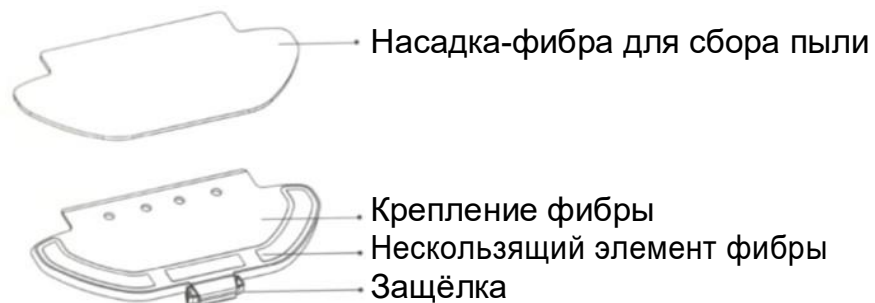 Насадка-фибра для сбора пыли
Крепление фибры
Нескользящий элемент фибры
Защёлка